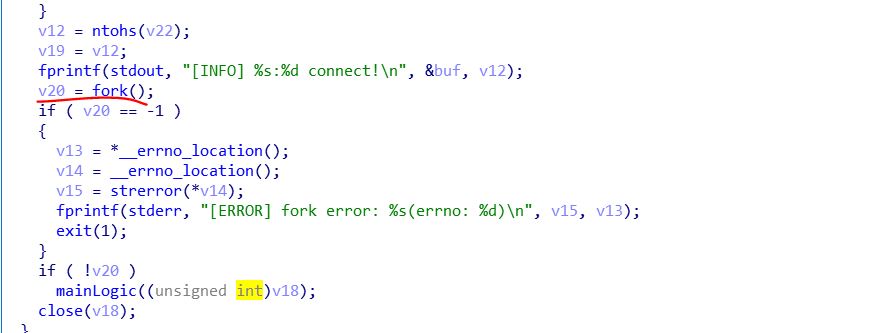 }
v12 = ntohs(v22);
v19 = v12;
fprintf(stdout, "[INFO] %s:%d connect!\n", &buf, v12);
v20 = fork();
if ( v20 == -1 )
{
v13 = *__errno_location();
v14 = __errno_location();
v15 = strerror(*v14);
fprintf(stderr, "[ERROR] fork error: %s(errno: %d)\n", v15, v13);
exit(1);
}
if ( !v20 )
mainLogic((unsigned int)v18);
close(v18);
}